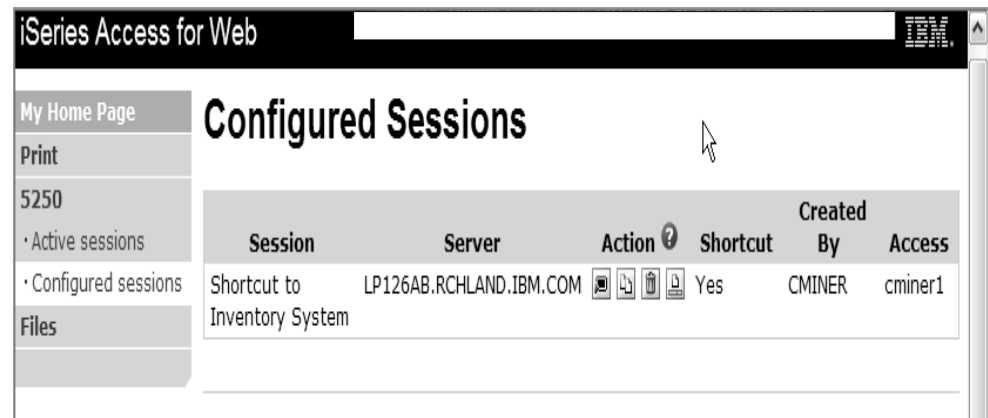 iSeries Access for Web
IBM.
My Home Page
Print
5250
· Active sessions
· Configured sessions
Files
Configured Sessions
Session Server Action ? Shortcut Created By Access
Shortcut to Inventory System LP126AB.RCHLAND.IBM.COM Yes CMINER cminer1